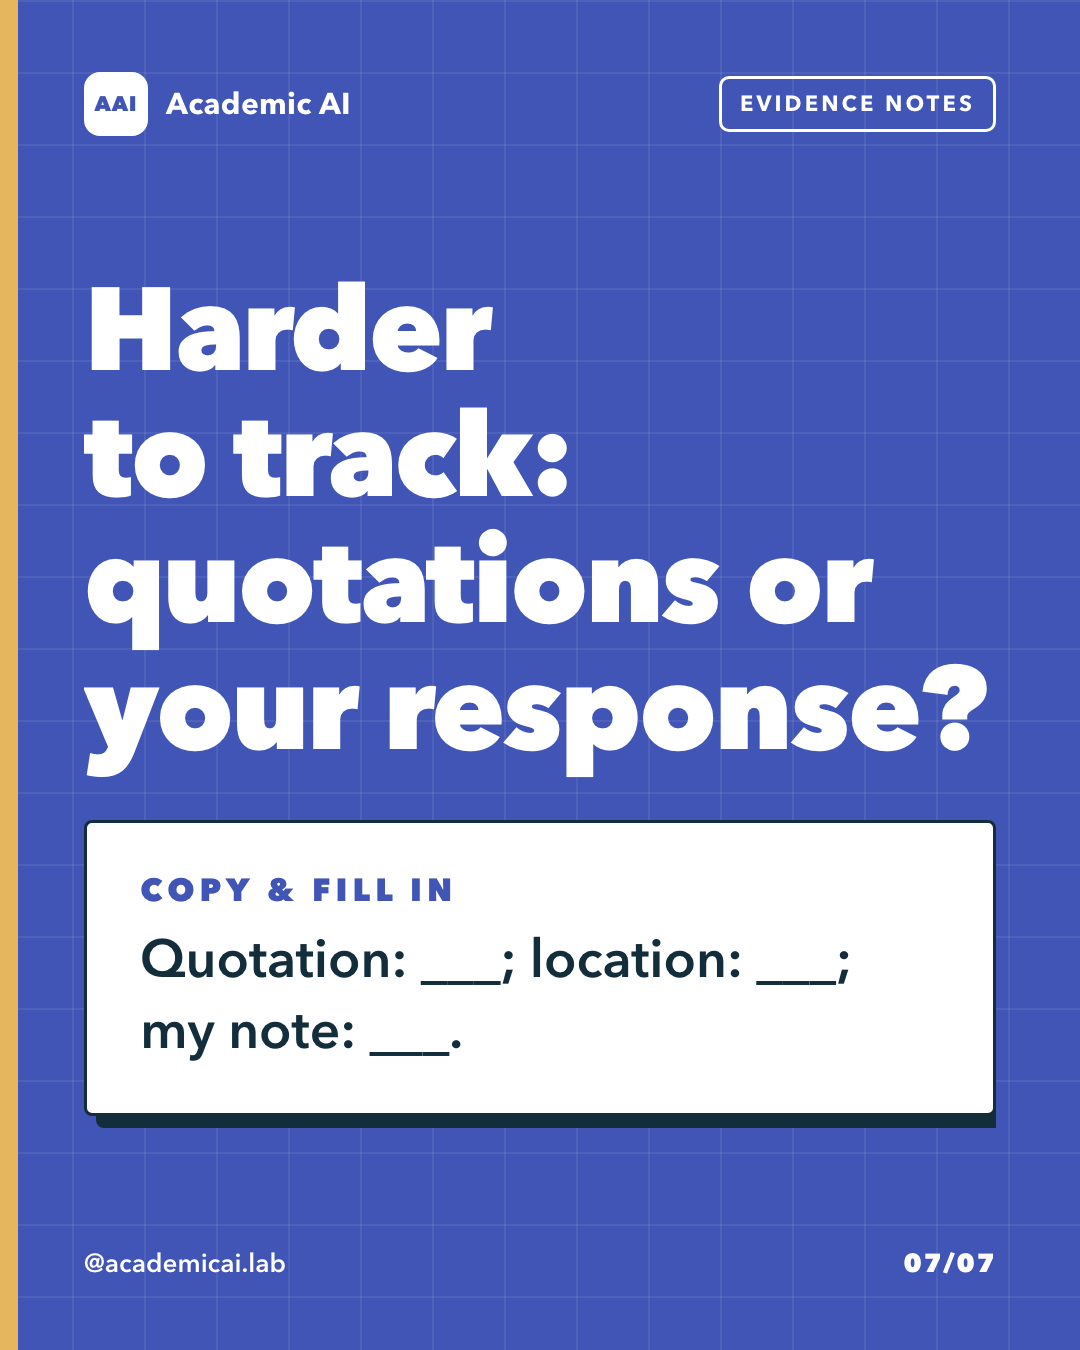 AAI Academic AI
EVIDENCE NOTES
Harder
to track:
quotations or
your response?
COPY & FILL IN
Quotation: ___; location: ___;
my note: ___.
@academicai.lab
07/07